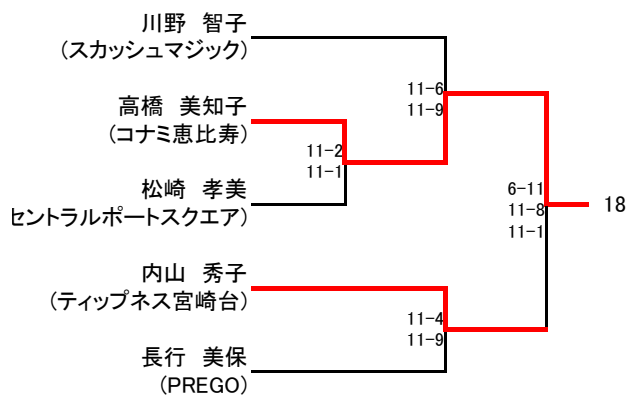 川野　智子
(スカッシュマジック)
11-6
11-9
高橋　美知子
(コナミ恵比寿)
11-2
11-1
松崎　孝美
セントラルポートスクエア)
6-11
11-8
11-1
18
内山　秀子
(ティップネス宮崎台)
11-4
11-9
長行　美保
(PREGO)